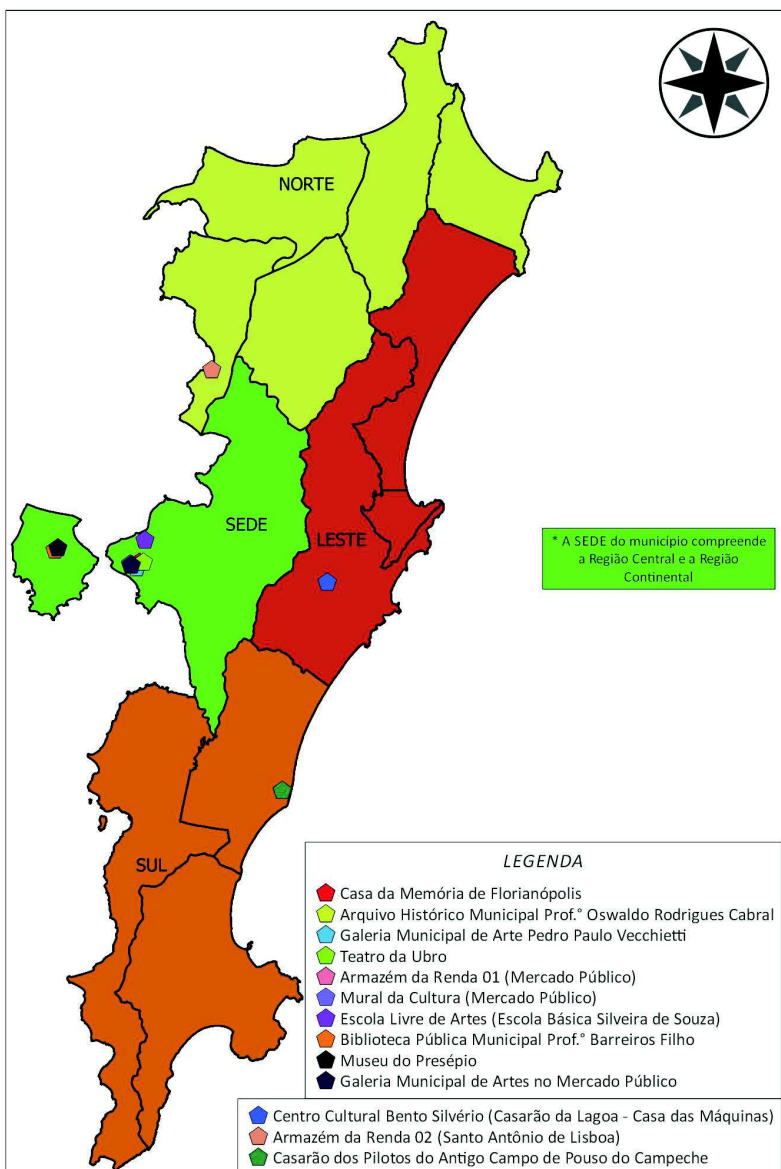 NORTE
SEDE
LESTE
* A SEDE do município compreende
a Região Central e a Região
Continental
SUL
LEGENDA
Casa da Memória de Florianópolis
Arquivo Histórico Municipal Prof.° Oswaldo Rodrigues Cabral
Galeria Municipal de Arte Pedro Paulo Vecchietti
Teatro da Ubro
Armazém da Renda 01 (Mercado Público)
Mural da Cultura (Mercado Público)
Escola Livre de Artes (Escola Básica Silveira de Souza)
Biblioteca Pública Municipal Prof.° Barreiros Filho
Museu do Presépio
Galeria Municipal de Artes no Mercado Público
Centro Cultural Bento Silvério (Casarão da Lagoa - Casa das Máquinas)
Armazém da Renda 02 (Santo Antônio de Lisboa)
Casarão dos Pilotos do Antigo Campo de Pouso do Campeche